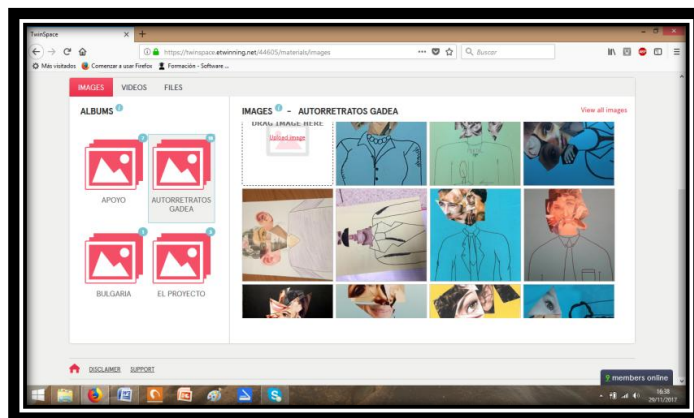 TwinSpace
https://twinspace.etwinning.net/44605/materials/images
Buscar
Más visitados Comenzar a usar Firefox Formación - Software ...
IMAGES VIDEOS FILES
ALBUMS
IMAGES - AUTORRETRATOS GADEA View all images
DRAG IMAGE HERE
Upload image
APOYO
AUTORRETRATOS
GADEA
BULGARIA
EL PROYECTO
DISCLAIMER SUPPORT
members online
16:38
29/11/2017